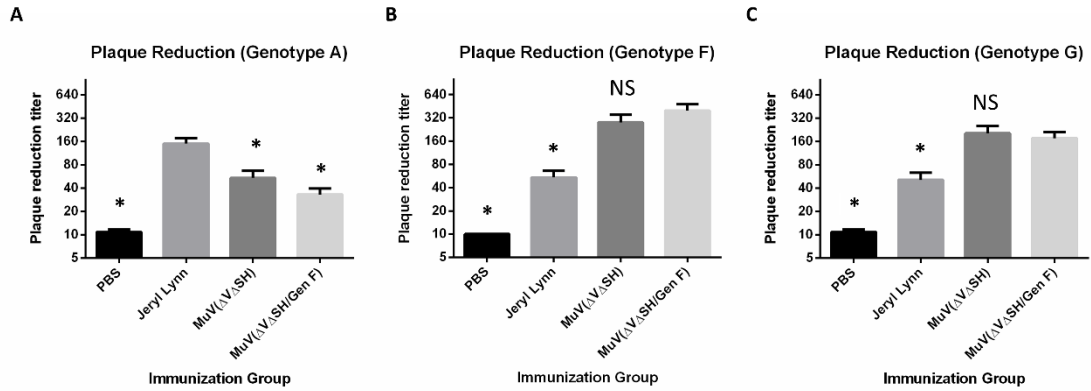 A
Plaque Reduction (Genotype A)
Plaque reduction titer
640
320
160
80
40
20
10
5
*
*
*
PBS
Jeryl Lynn
MuV(ΔVΔSH)
MuV(ΔVΔSH/Gen F)
Immunization Group
B
Plaque Reduction (Genotype F)
Plaque reduction titer
640
320
160
80
40
20
10
5
*
*
NS
PBS
Jeryl Lynn
MuV(ΔVΔSH)
MuV(ΔVΔSH/Gen F)
Immunization Group
C
Plaque Reduction (Genotype G)
Plaque reduction titer
640
320
160
80
40
20
10
5
*
*
NS
PBS
Jeryl Lynn
MuV(ΔVΔSH)
MuV(ΔVΔSH/Gen F)
Immunization Group